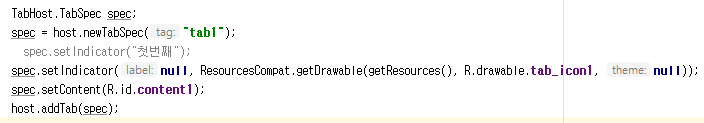 TabHost.TabSpec spec;
spec = host.newTabSpec( tag: "tab1");
spec.setIndicator("첫번째");
spec.setIndicator( label: null, ResourcesCompat.getDrawable(getResources(), R.drawable.tab_icon1, theme: null));
spec.setContent(R.id.content1);
host.addTab(spec);